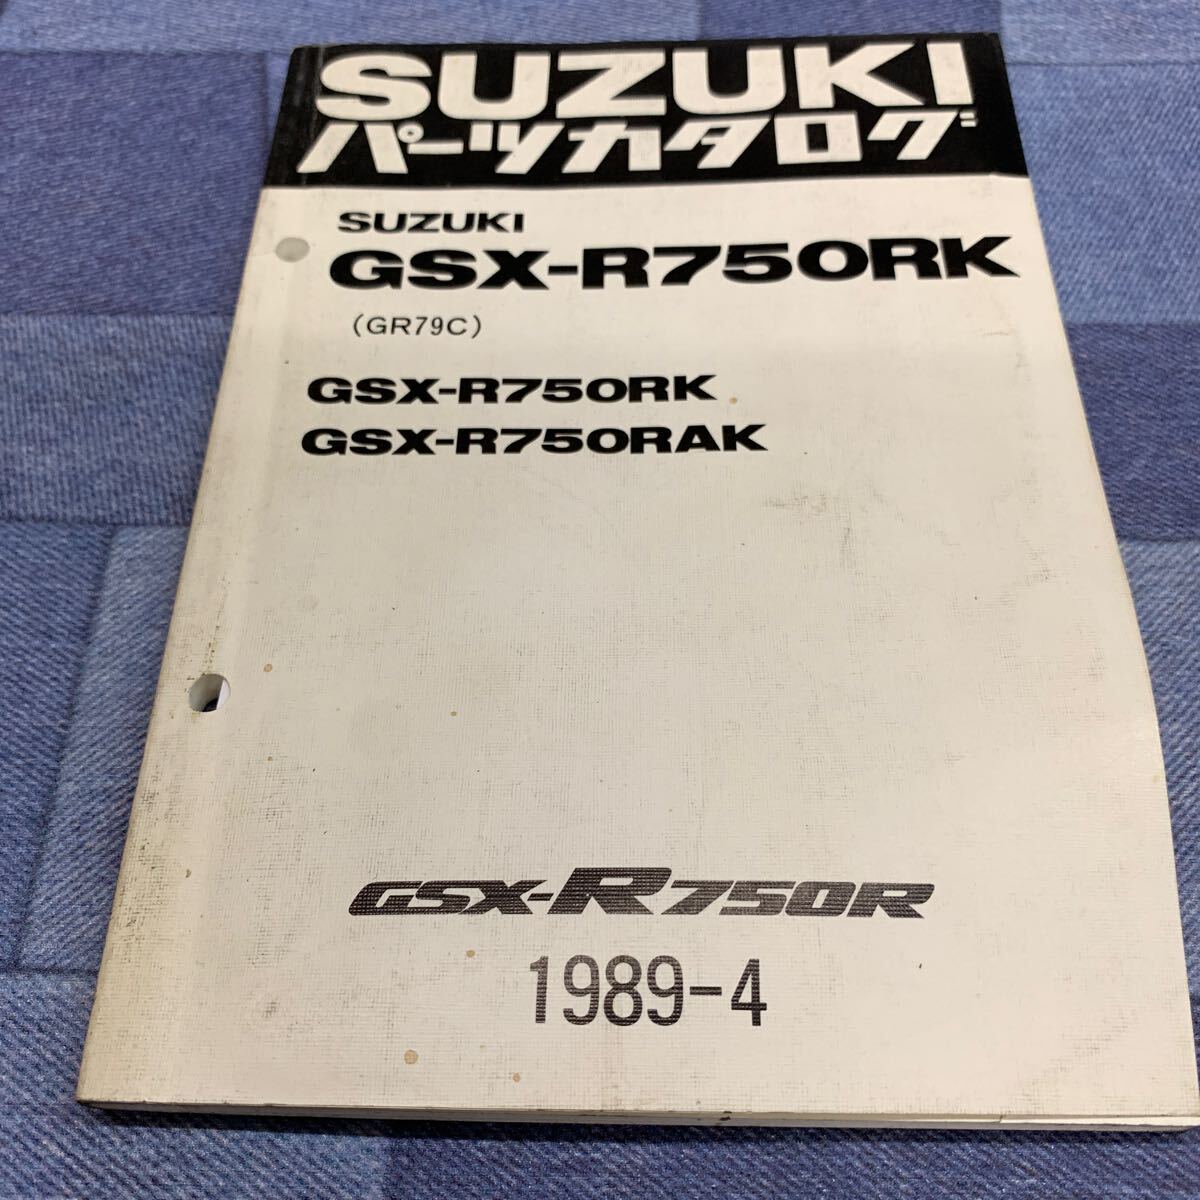 SUZUKI
パーツカタログ
SUZUKI
GSX-R750RK
(GR79C)
GSX-R750RK
GSX-R750RAK
GSX-R750R
1989-4